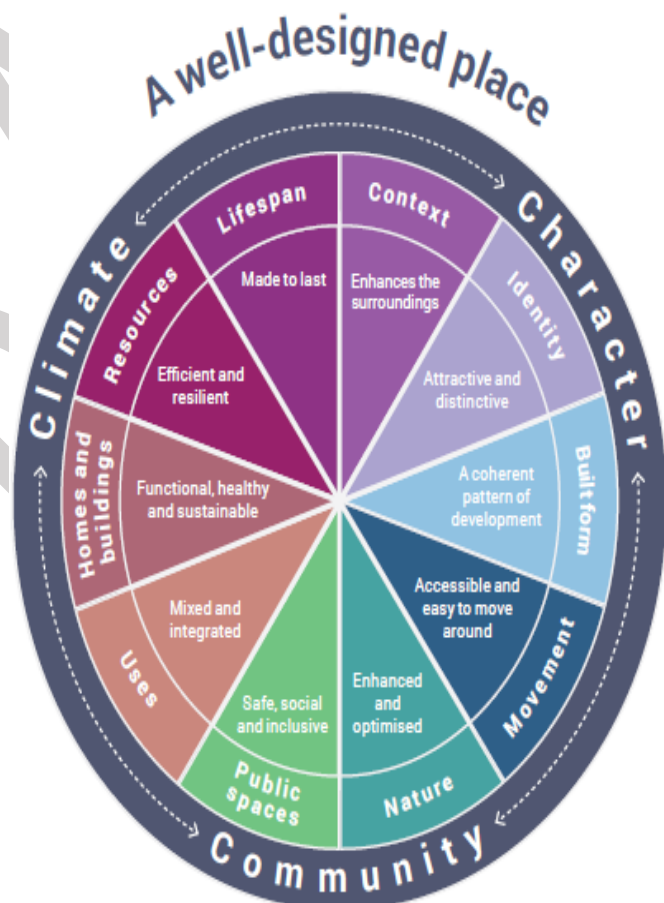 A well-designed place
Climate
Character
Community
Context
Enhances the
surroundings
Identity
Attractive and
distinctive
Built form
A coherent
pattern of
development
Movement
Accessible and
easy to move
around
Nature
Enhanced
and
optimised
Public
spaces
Safe, social
and inclusive
Uses
Mixed and
integrated
Homes and
buildings
Functional, healthy
and sustainable
Resources
Efficient and
resilient
Lifespan
Made to last